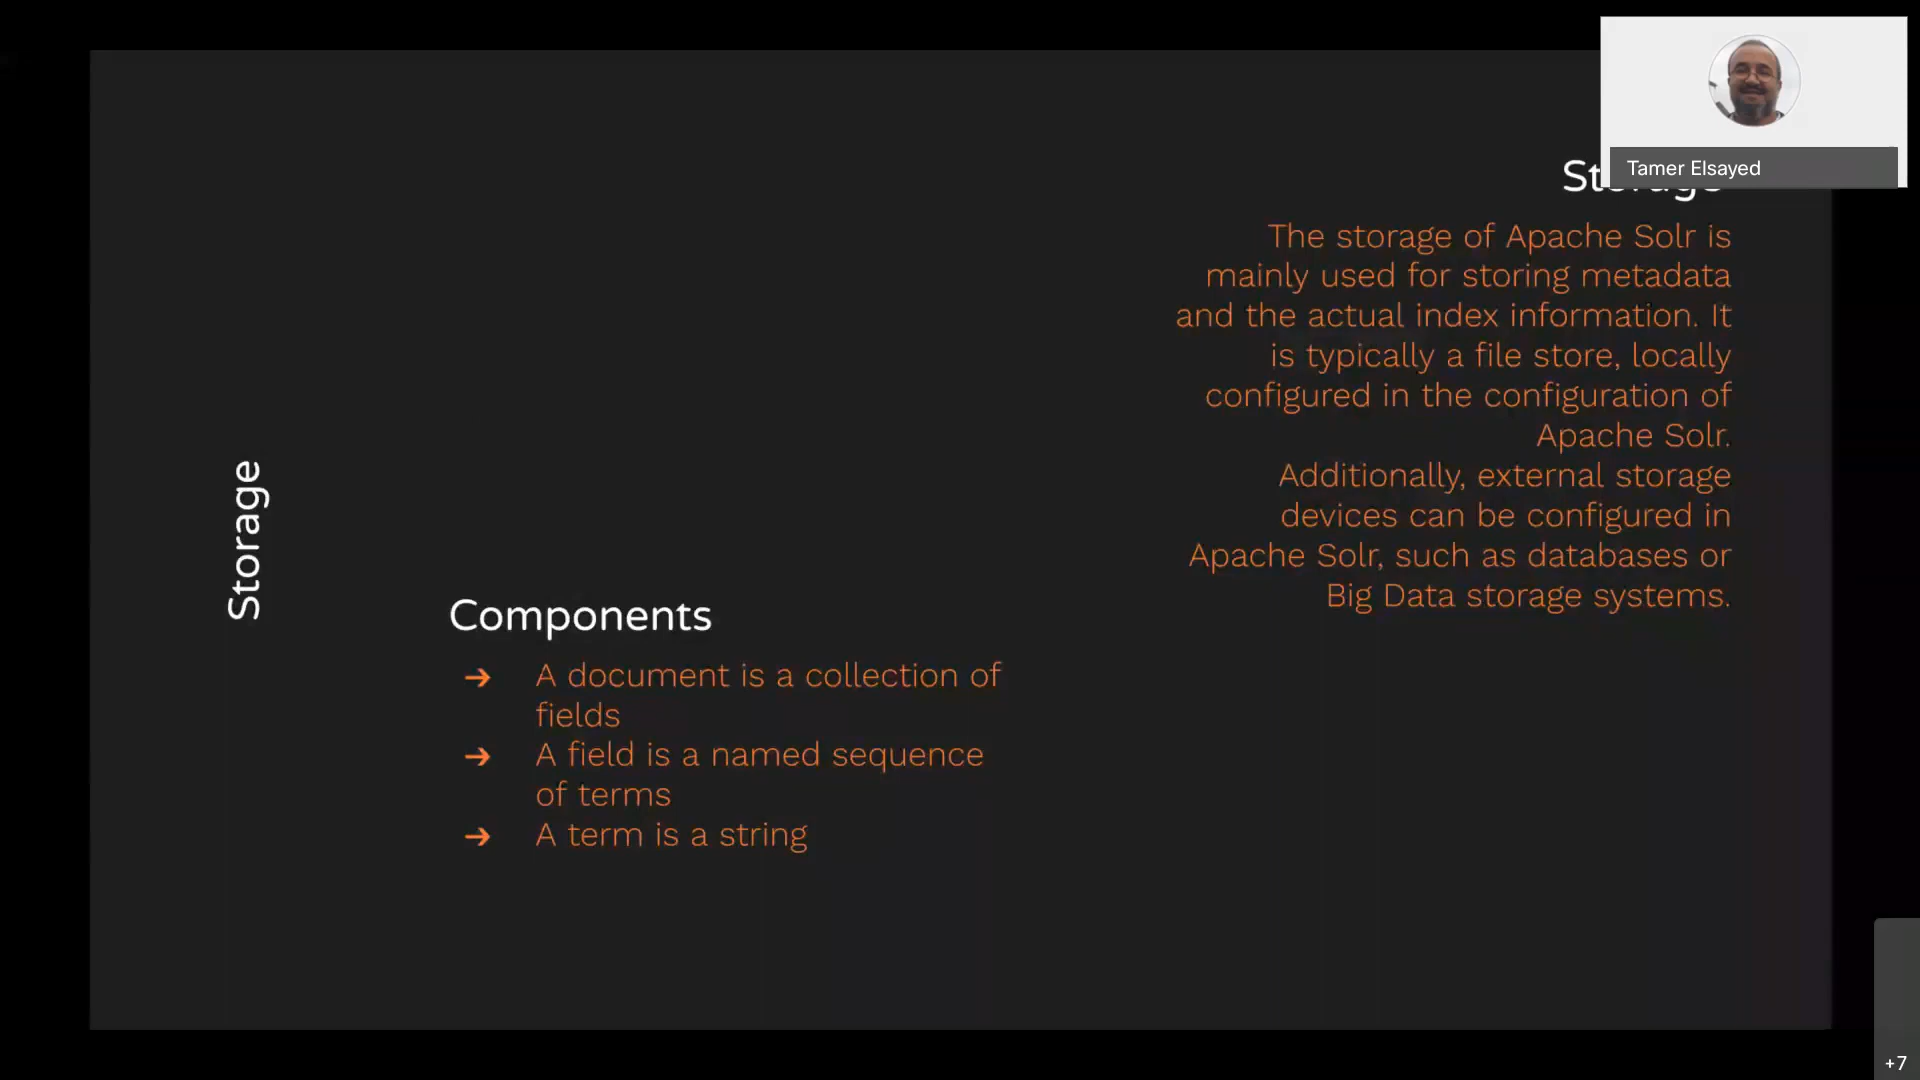 Tamer Elsayed
Storage
The storage of Apache Solr is
mainly used for storing metadata
and the actual index information. It
is typically a file store, locally
configured in the configuration of
Apache Solr.
Additionally, external storage
devices can be configured in
Apache Solr, such as databases or
Big Data storage systems.
Storage
Components
➔ A document is a collection of
fields
➔ A field is a named sequence
of terms
➔ A term is a string
+7